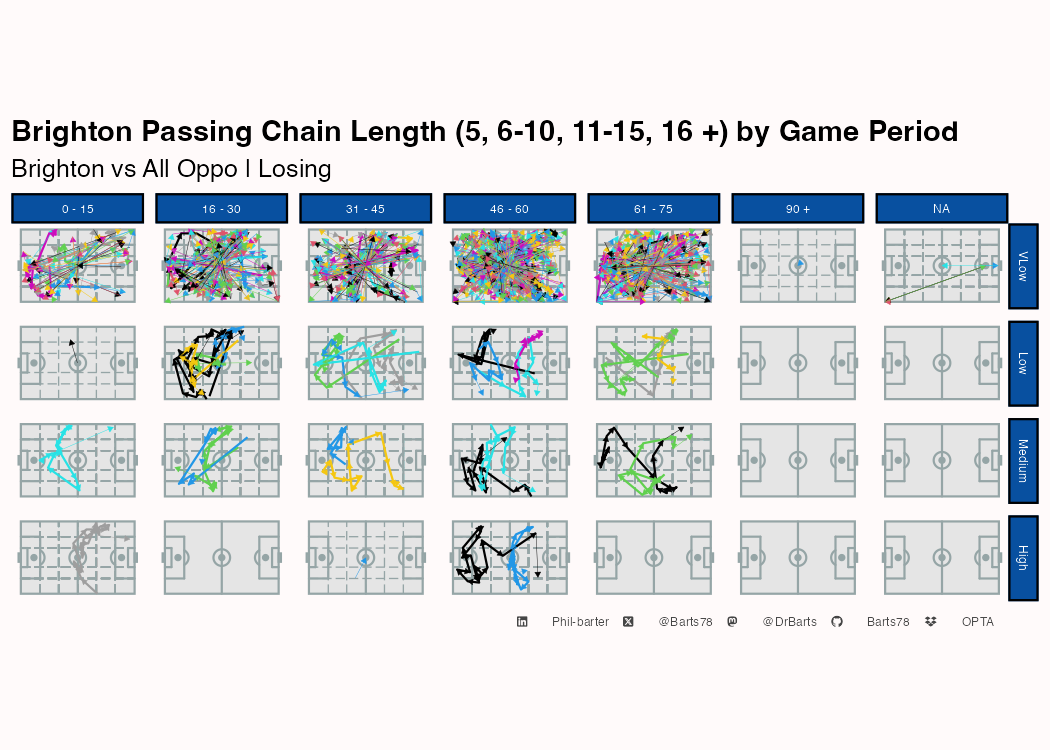 Brighton Passing Chain Length (5, 6-10, 11-15, 16 +) by Game Period
Brighton vs All Oppo | Losing
0 - 15 16 - 30 31 - 45 46 - 60 61 - 75 90 + NA
VLow
Low
Medium
High
Phil-barter @Barts78 @DrBarts Barts78 OPTA